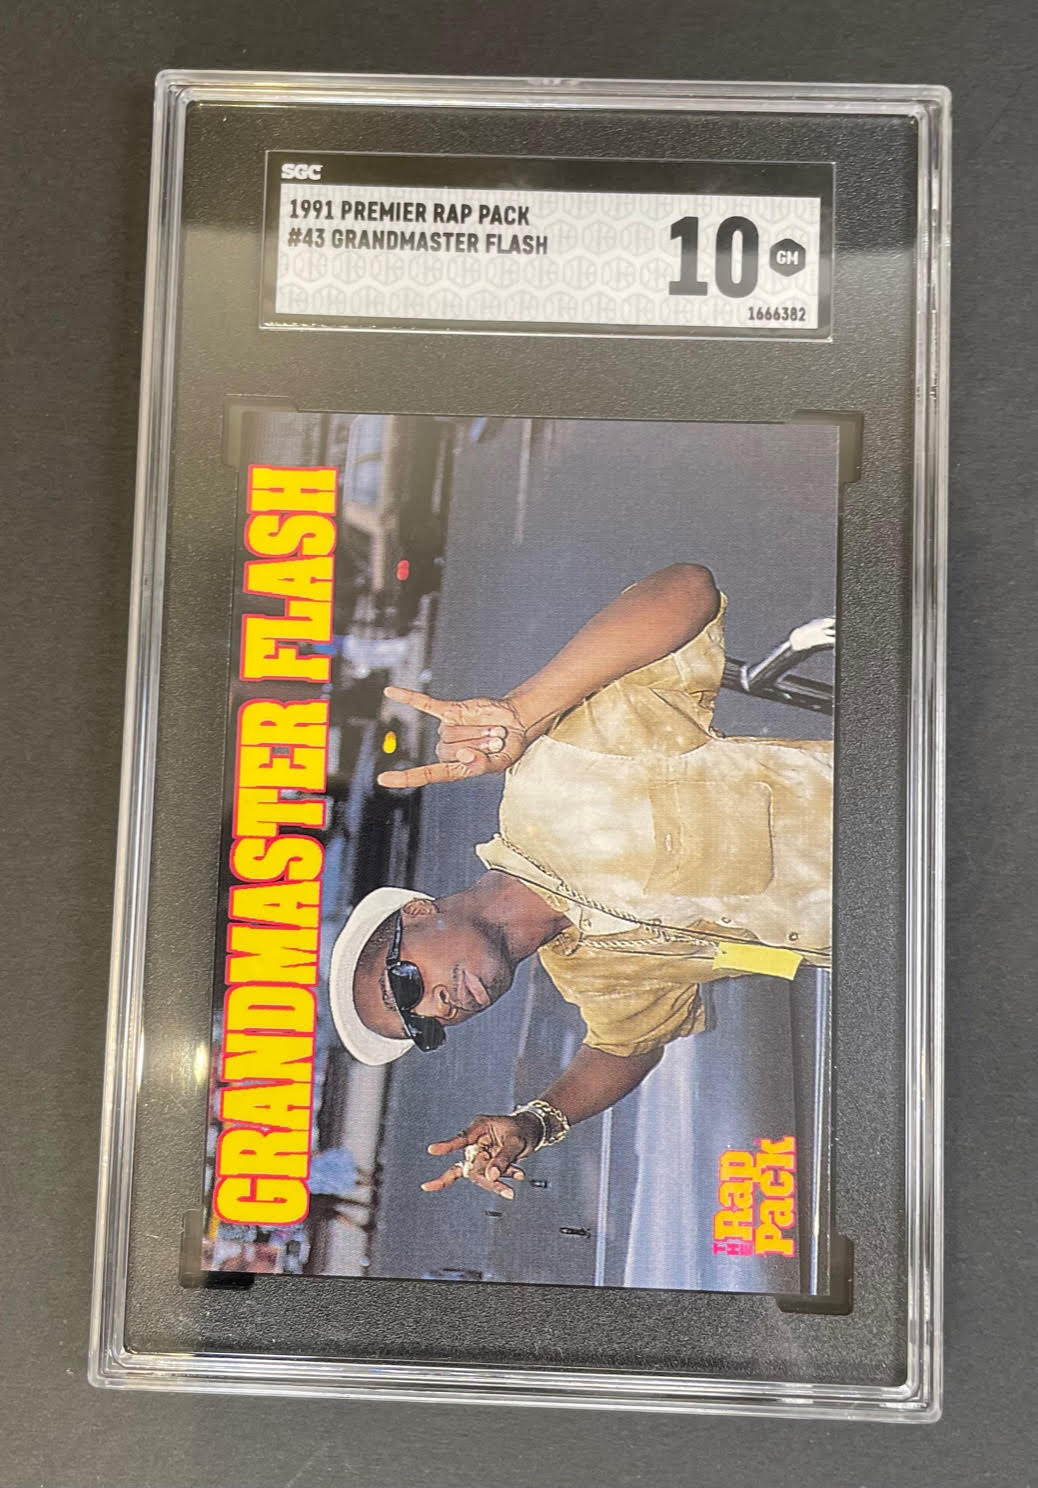 SGC
1991 PREMIER RAP PACK
#43 GRANDMASTER FLASH
10 GM
1666382
GRANDMASTER FLASH
THE
Rap
Pack